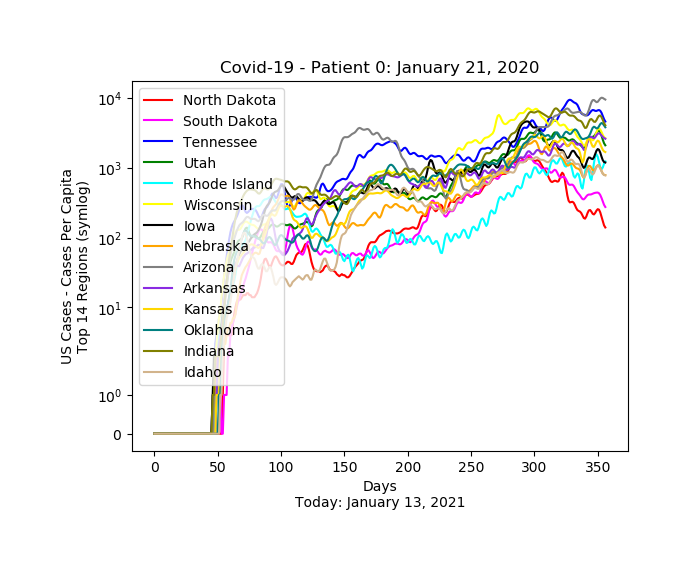 Covid-19 - Patient 0: January 21, 2020
US Cases - Cases Per Capita
Top 14 Regions (symlog)
10^4
10^3
10^2
10^1
10^0
0
North Dakota
South Dakota
Tennessee
Utah
Rhode Island
Wisconsin
Iowa
Nebraska
Arizona
Arkansas
Kansas
Oklahoma
Indiana
Idaho
0 50 100 150 200 250 300 350
Days
Today: January 13, 2021